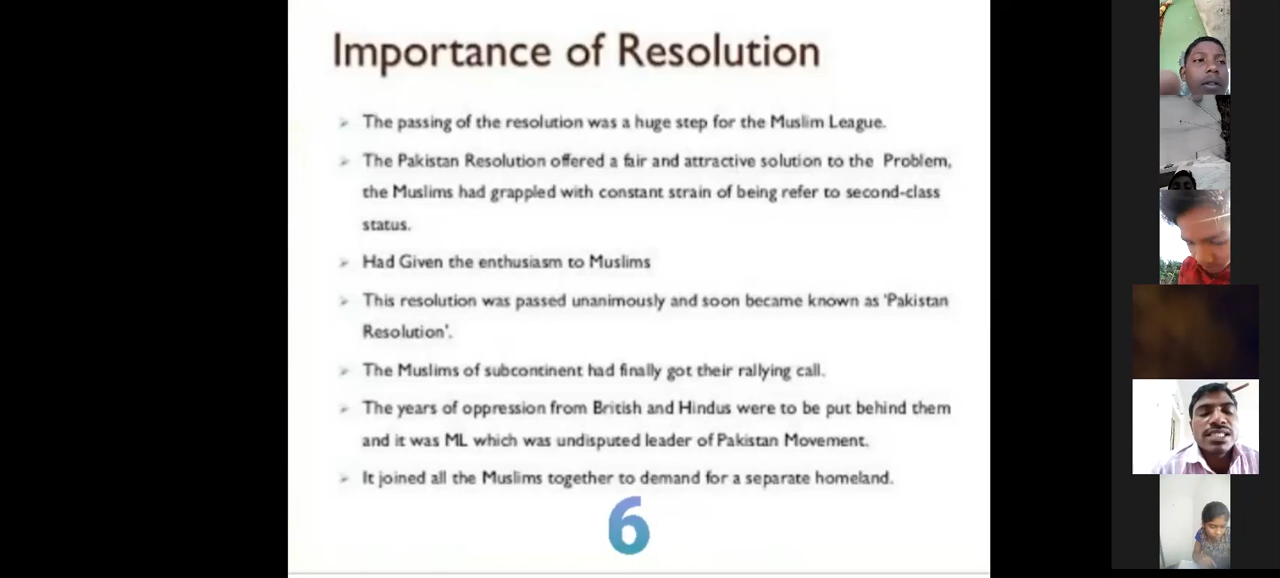 Importance of Resolution
➢ The passing of the resolution was a huge step for the Muslim League.
➢ The Pakistan Resolution offered a fair and attractive solution to the Problem,
the Muslims had grappled with constant strain of being refer to second-class
status.
➢ Had Given the enthusiasm to Muslims
➢ This resolution was passed unanimously and soon became known as 'Pakistan
Resolution'.
➢ The Muslims of subcontinent had finally got their rallying call.
➢ The years of oppression from British and Hindus were to be put behind them
and it was ML which was undisputed leader of Pakistan Movement.
➢ It joined all the Muslims together to demand for a separate homeland.
6